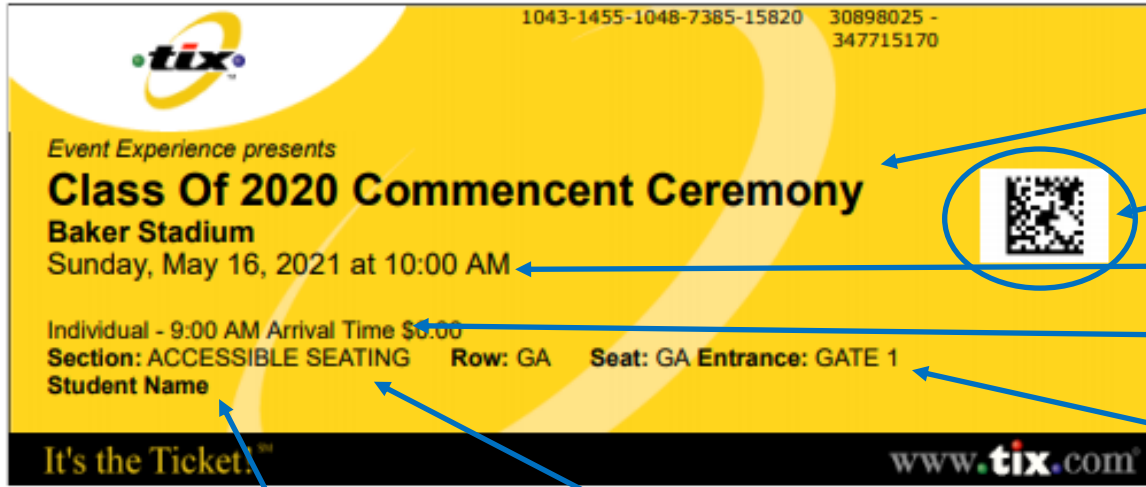 1043-1455-1048-7385-15820 30898025 -
347715170
tix
Event Experience presents
Class Of 2020 Commencent Ceremony
Baker Stadium
Sunday, May 16, 2021 at 10:00 AM
Individual - 9:00 AM Arrival Time $0.00
Section: ACCESSIBLE SEATING Row: GA Seat: GA Entrance: GATE 1
Student Name
It's the Ticket! SM
www.tix.com